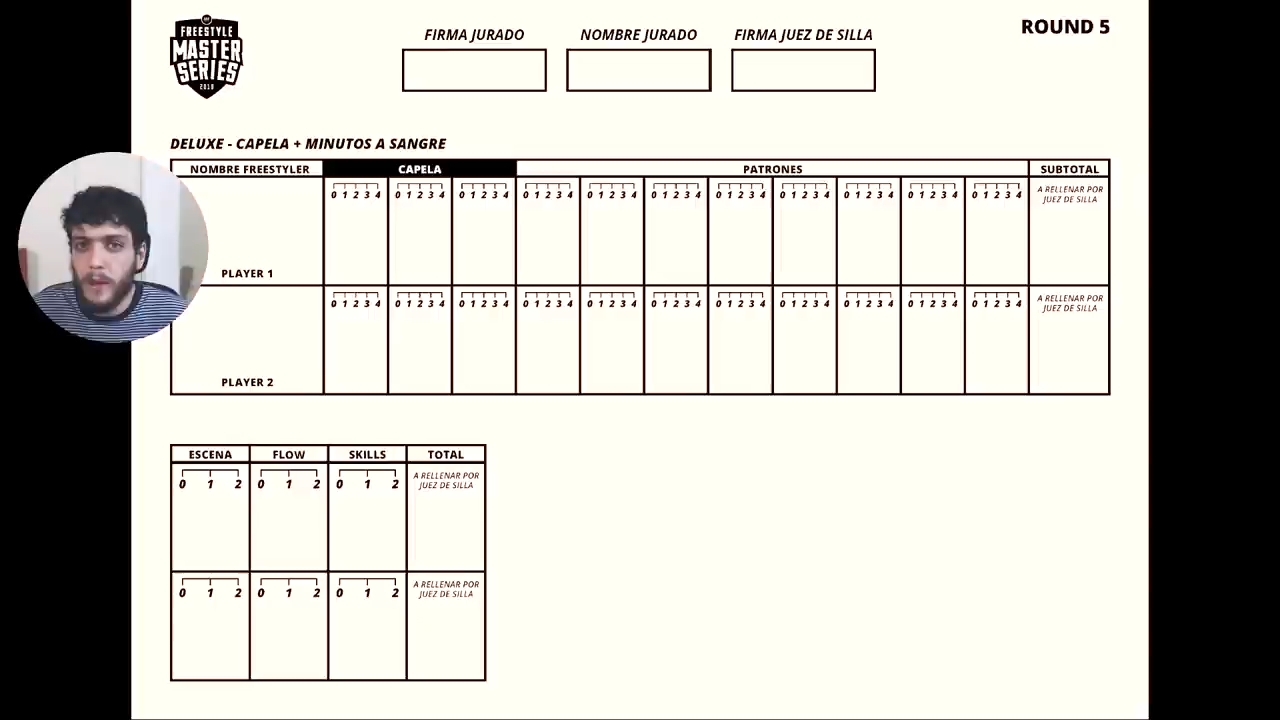 FREESTYLE
MASTER
SERIES
2018
FIRMA JURADO
NOMBRE JURADO
FIRMA JUEZ DE SILLA
ROUND 5
DELUXE - CAPELA + MINUTOS A SANGRE
NOMBRE FREESTYLER CAPELA PATRONES SUBTOTAL
0 1 2 3 4 0 1 2 3 4 0 1 2 3 4 0 1 2 3 4 0 1 2 3 4 0 1 2 3 4 0 1 2 3 4 0 1 2 3 4 0 1 2 3 4 0 1 2 3 4 0 1 2 3 4
A RELLENAR POR
JUEZ DE SILLA
PLAYER 1
0 1 2 3 4 0 1 2 3 4 0 1 2 3 4 0 1 2 3 4 0 1 2 3 4 0 1 2 3 4 0 1 2 3 4 0 1 2 3 4 0 1 2 3 4 0 1 2 3 4 0 1 2 3 4
A RELLENAR POR
JUEZ DE SILLA
PLAYER 2
ESCENA FLOW SKILLS TOTAL
0 1 2 0 1 2 0 1 2
A RELLENAR POR
JUEZ DE SILLA
0 1 2 0 1 2 0 1 2
A RELLENAR POR
JUEZ DE SILLA